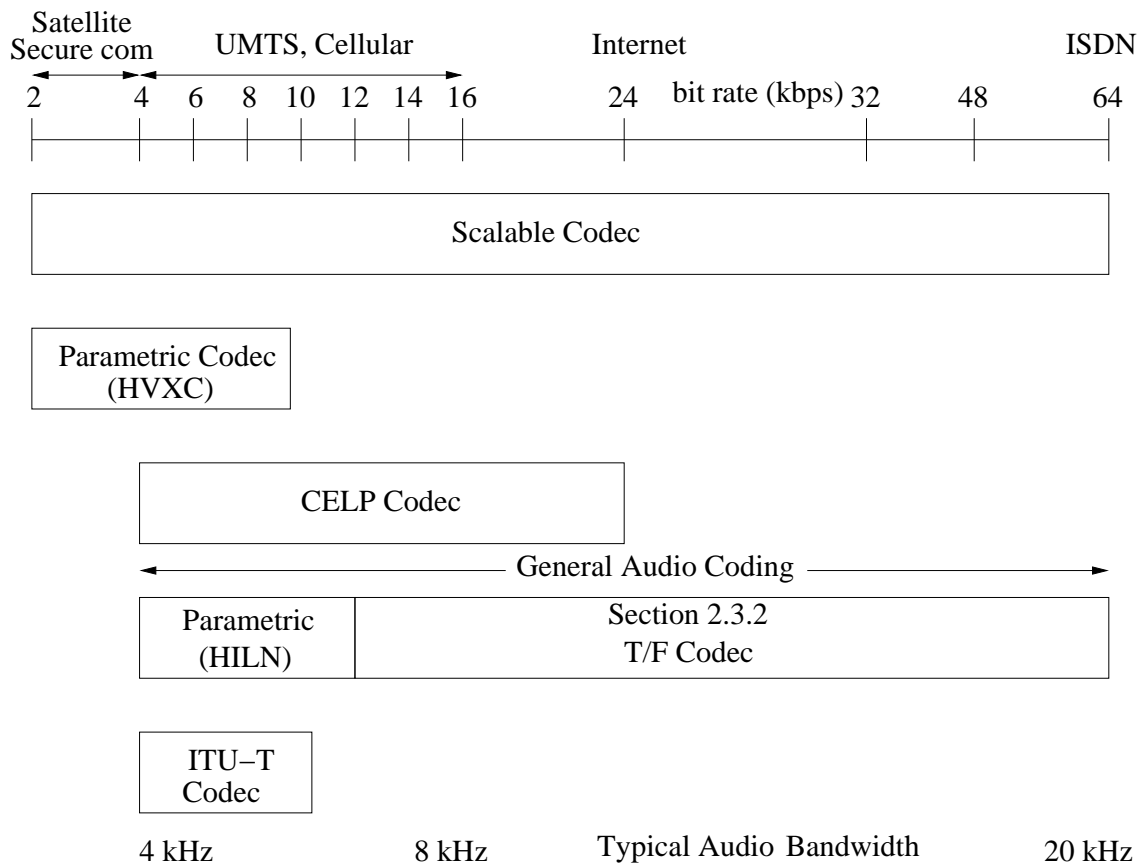 Satellite
Secure com
UMTS, Cellular
Internet
ISDN
2 4 6 8 10 12 14 16 24 bit rate (kbps) 32 48 64
Scalable Codec
Parametric Codec
(HVXC)
CELP Codec
General Audio Coding
Parametric
(HILN)
Section 2.3.2
T/F Codec
ITU−T
Codec
4 kHz 8 kHz Typical Audio Bandwidth 20 kHz